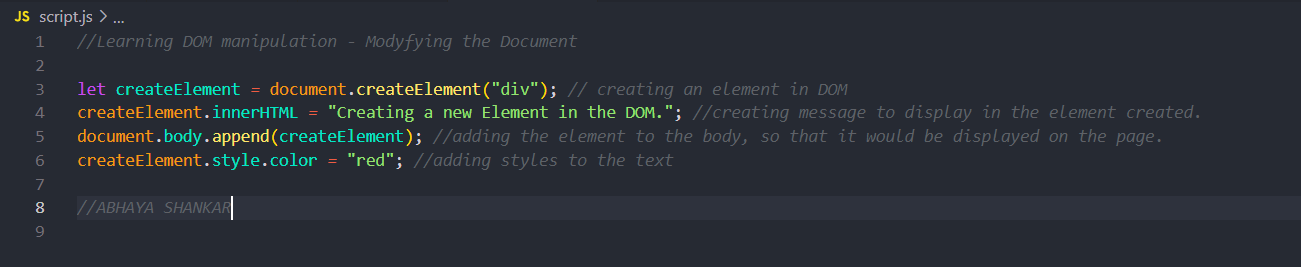 JS script.js > ...
1 //Learning DOM manipulation - Modyfying the Document
2
3 let createElement = document.createElement("div"); // creating an element in DOM
4 createElement.innerHTML = "Creating a new Element in the DOM."; //creating message to display in the element created.
5 document.body.append(createElement); //adding the element to the body, so that it would be displayed on the page.
6 createElement.style.color = "red"; //adding styles to the text
7
8 //ABHAYA SHANKAR
9